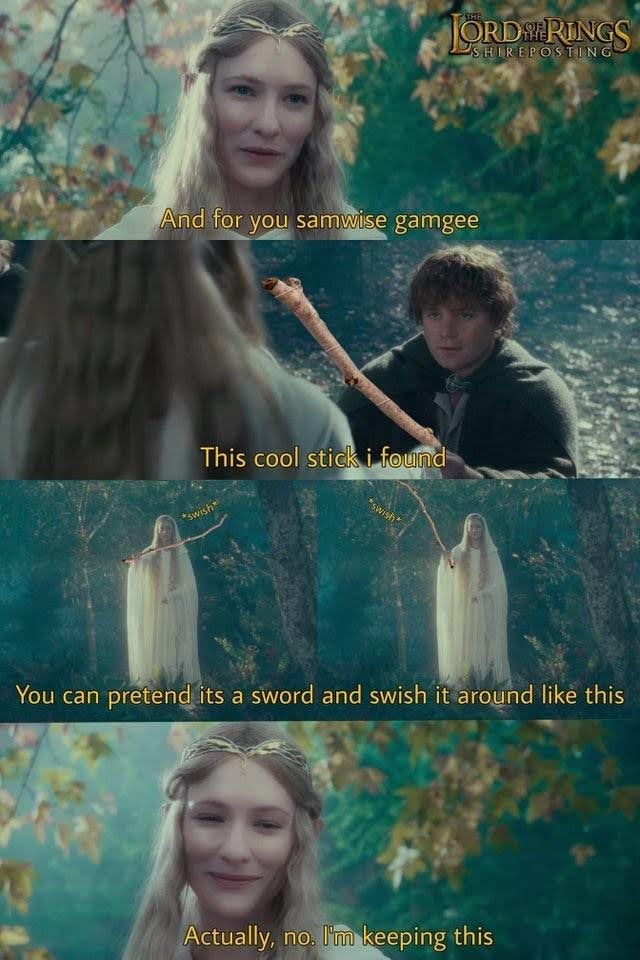 THE
LORD OF THE RINGS
SHIREPOSTING
And for you samwise gamgee
This cool stick i found
*swish*
*swish*
You can pretend its a sword and swish it around like this
Actually, no. I'm keeping this